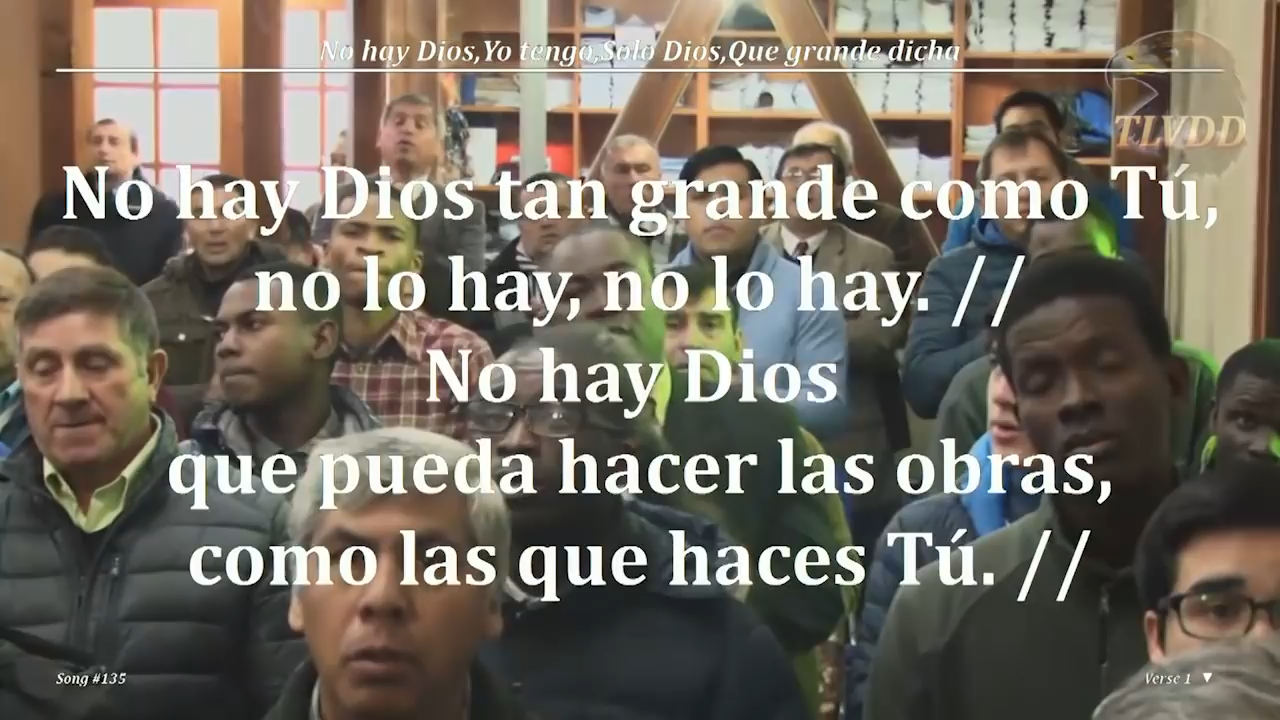 No hay Dios,Yo tengo,Solo Dios,Que grande dicha
TLVDD
No hay Dios tan grande como Tú,
no lo hay, no lo hay. //
No hay Dios
que pueda hacer las obras,
como las que haces Tú. //
Song #135
Verse 1 ▼